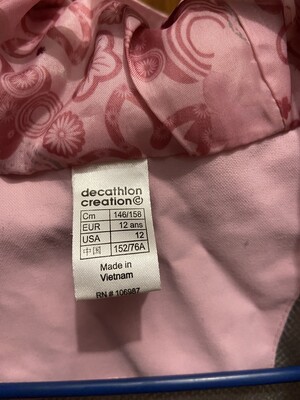 decathlon
creation©
Cm 146/158
EUR 12 ans
USA 12
中国 152/76A
Made in
Vietnam
RN # 106987